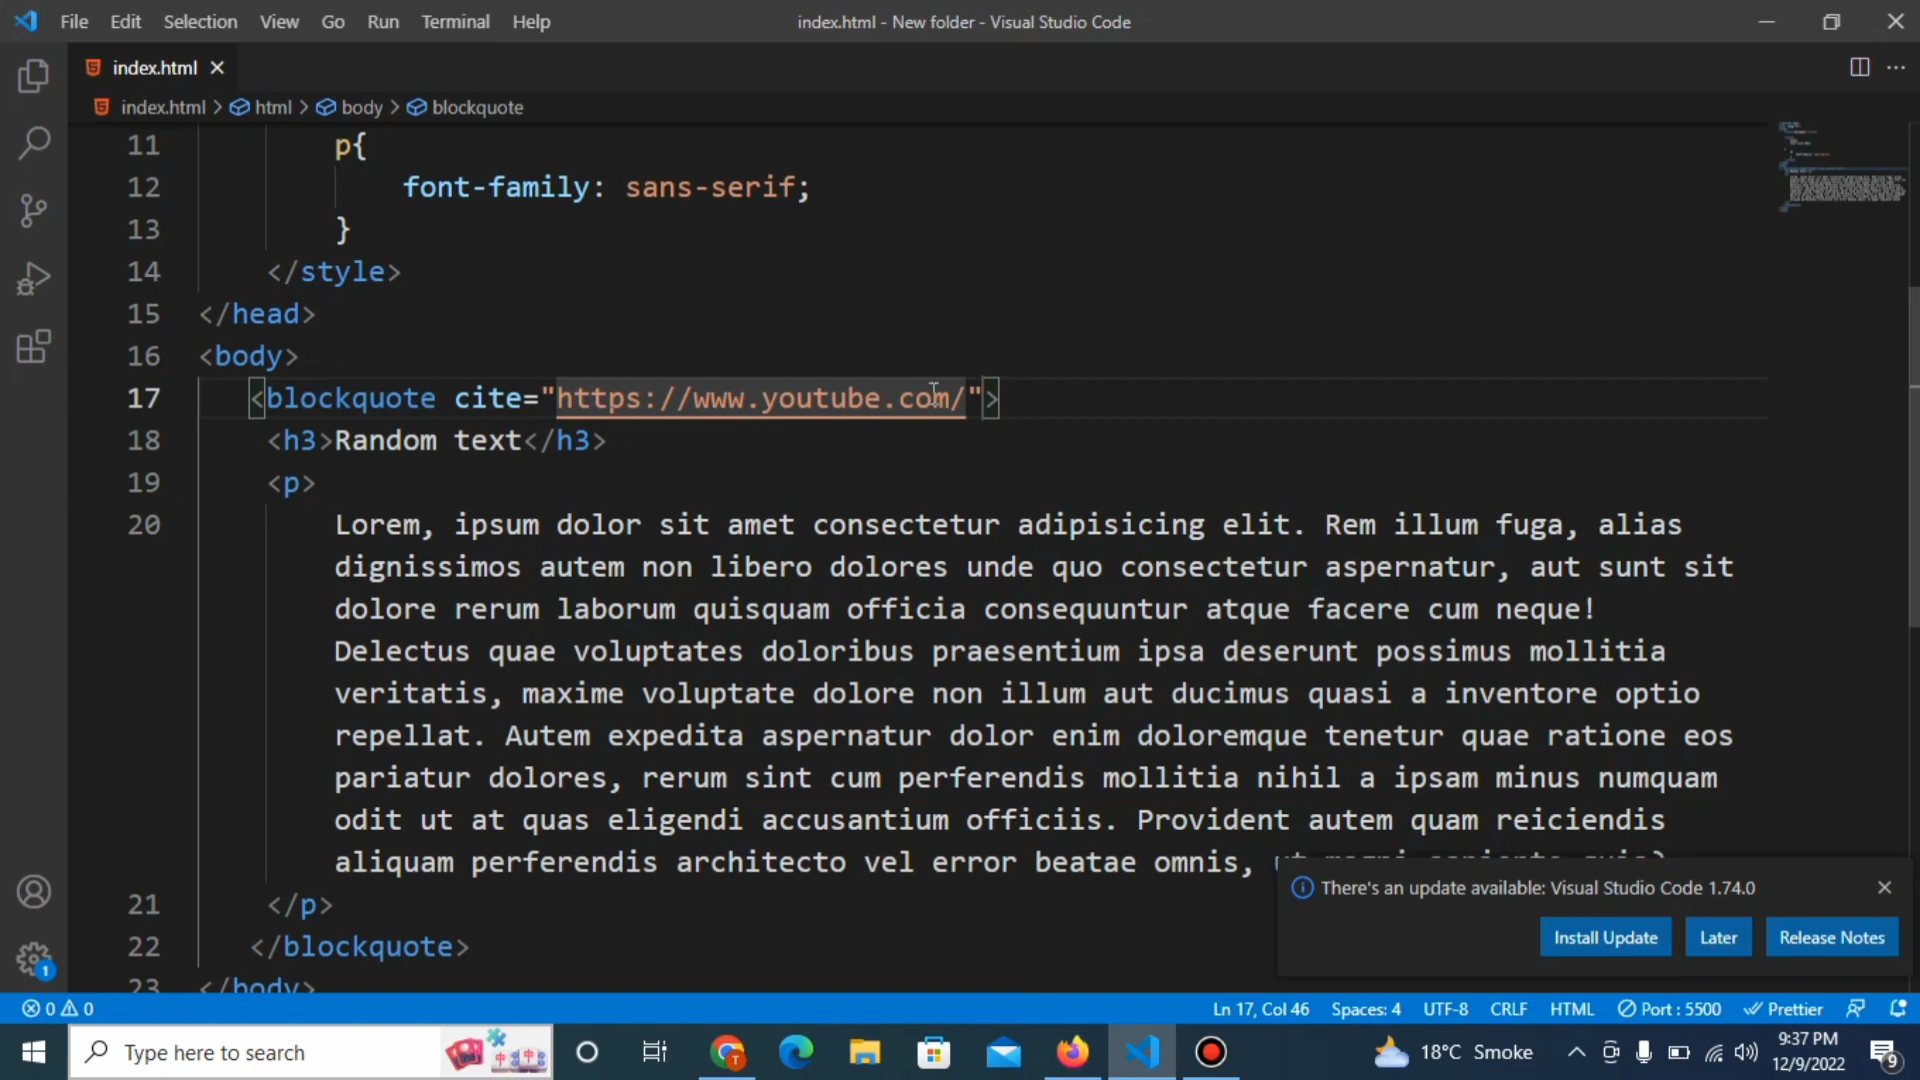 File Edit Selection View Go Run Terminal Help
index.html - New folder - Visual Studio Code
index.html
index.html > html > body > blockquote
11 p{
12 font-family: sans-serif;
13 }
14 </style>
15 </head>
16 <body>
17 <blockquote cite="https://www.youtube.com/">
18 <h3>Random text</h3>
19 <p>
20 Lorem, ipsum dolor sit amet consectetur adipisicing elit. Rem illum fuga, alias
dignissimos autem non libero dolores unde quo consectetur aspernatur, aut sunt sit
dolore rerum laborum quisquam officia consequuntur atque facere cum neque!
Delectus quae voluptates doloribus praesentium ipsa deserunt possimus mollitia
veritatis, maxime voluptate dolore non illum aut ducimus quasi a inventore optio
repellat. Autem expedita aspernatur dolor enim doloremque tenetur quae ratione eos
pariatur dolores, rerum sint cum perferendis mollitia nihil a ipsam minus numquam
odit ut at quas eligendi accusantium officiis. Provident autem quam reiciendis
aliquam perferendis architecto vel error beatae omnis,
21 </p>
22 </blockquote>
23 </body>
There's an update available: Visual Studio Code 1.74.0
Install Update Later Release Notes
1
0 0
Ln 17, Col 46 Spaces: 4 UTF-8 CRLF HTML Port : 5500 Prettier
Type here to search
18°C Smoke
9:37 PM
12/9/2022
9